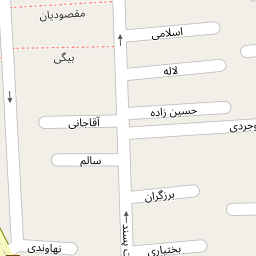 مقصودیان
اسلامی
بیگی
لاله
حسین زاده
آقاجانی
سالم
برزگران
نهاوندی
بختیاری